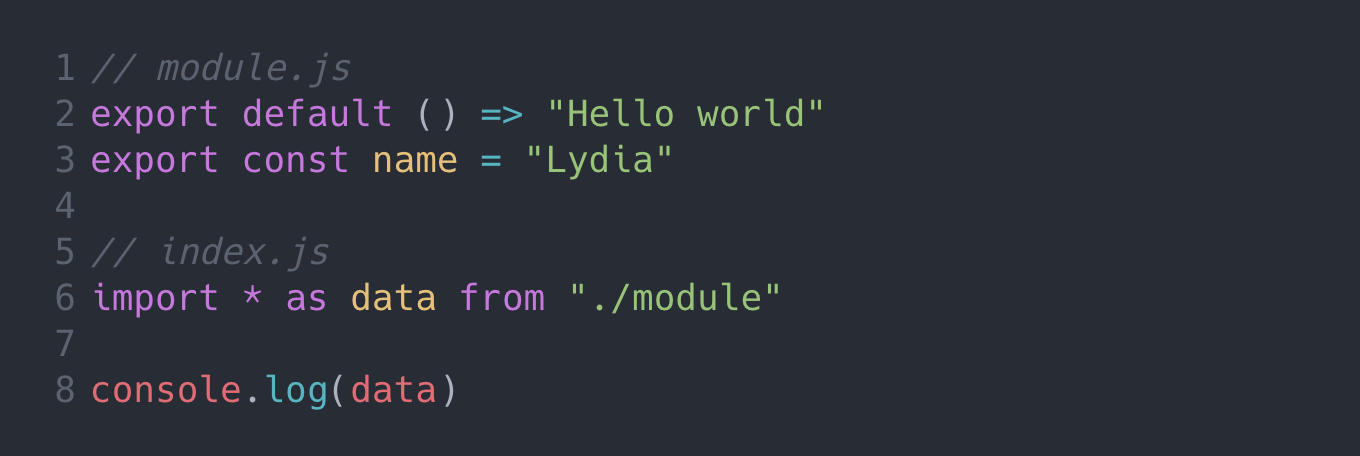 1 // module.js
2 export default () => "Hello world"
3 export const name = "Lydia"
4
5 // index.js
6 import * as data from "./module"
7
8 console.log(data)